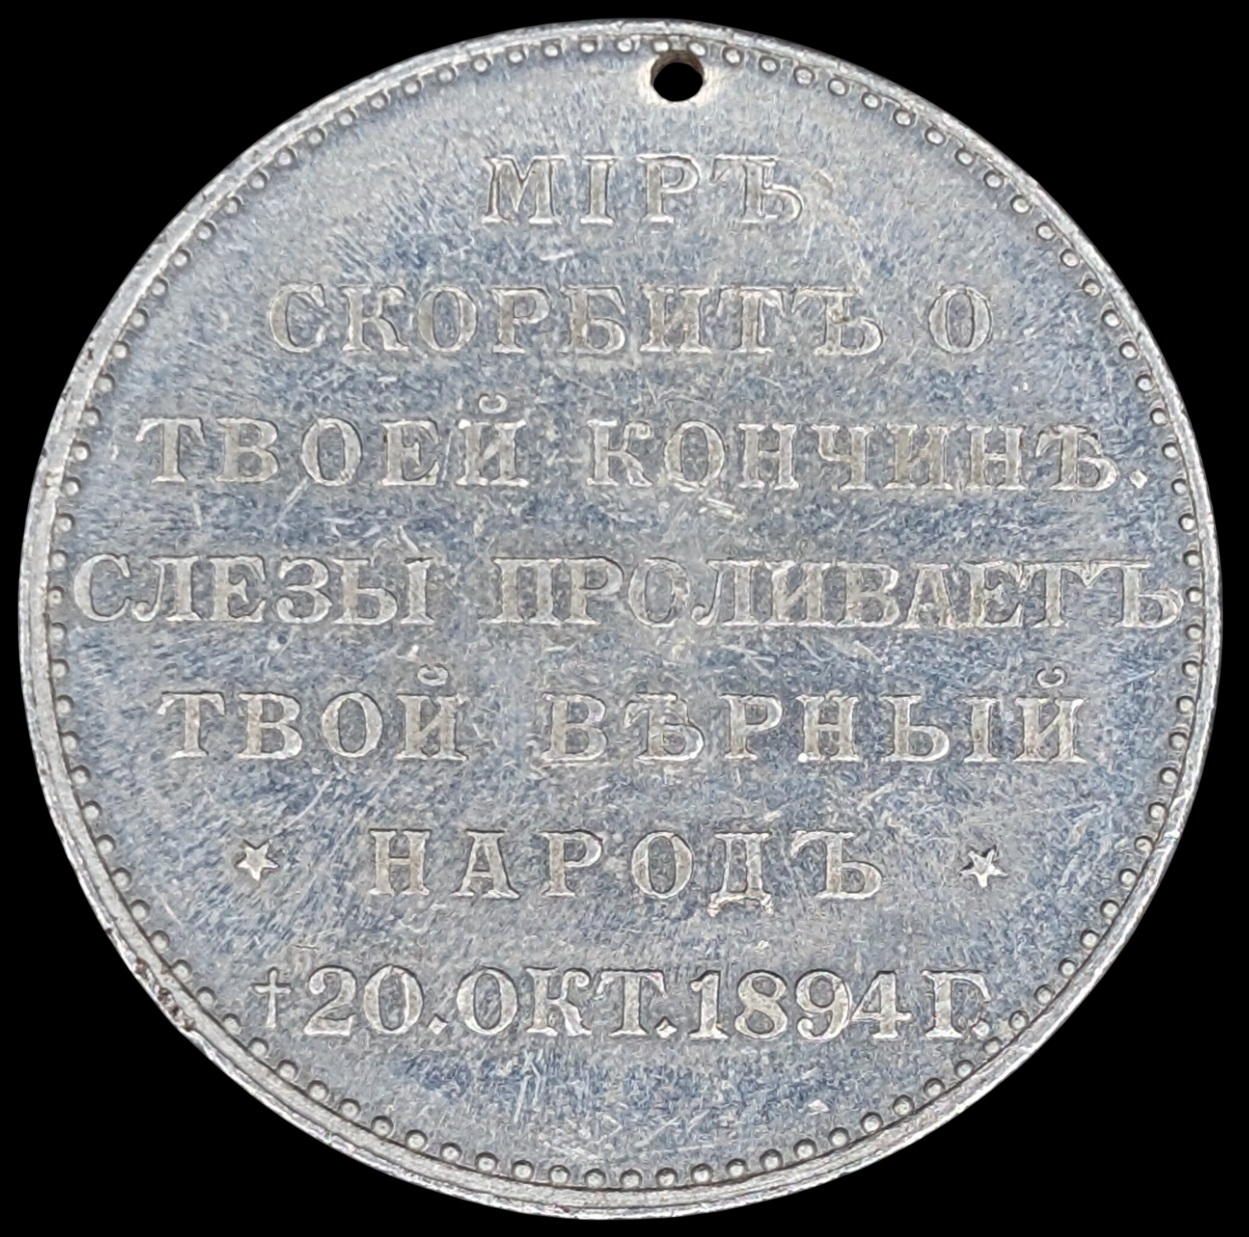 МІРЪ
СКОРБИТЪ О
ТВОЕЙ КОНЧИНѢ.
СЛЕЗЫ ПРОЛИВАЕТЪ
ТВОЙ ВѢРНЫЙ
★ НАРОДЪ ★
†20.ОКТ.1894Г.